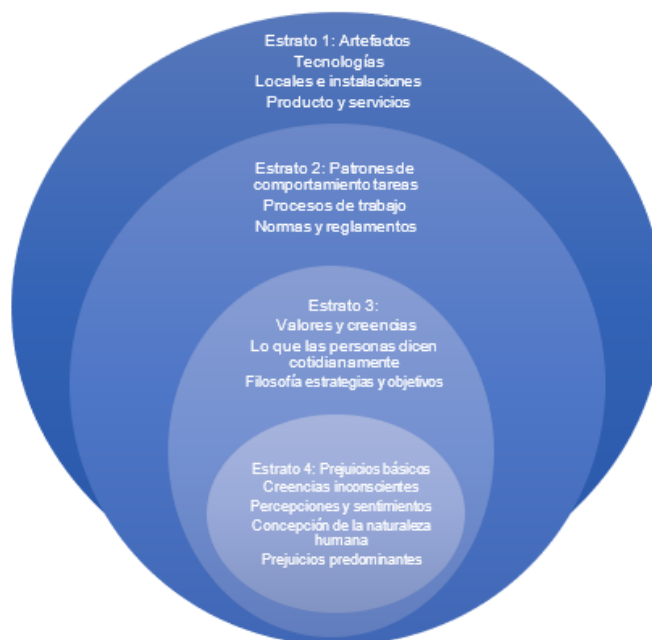 Estrato 1: Artefactos
Tecnologías
Locales e instalaciones
Producto y servicios
Estrato 2: Patrones de
comportamiento tareas
Procesos de trabajo
Normas y reglamentos
Estrato 3:
Valores y creencias
Lo que las personas dicen
cotidianamente
Filosofía estrategias y objetivos
Estrato 4: Prejuicios básicos
Creencias inconscientes
Percepciones y sentimientos
Concepción de la naturaleza
humana
Prejuicios predominantes